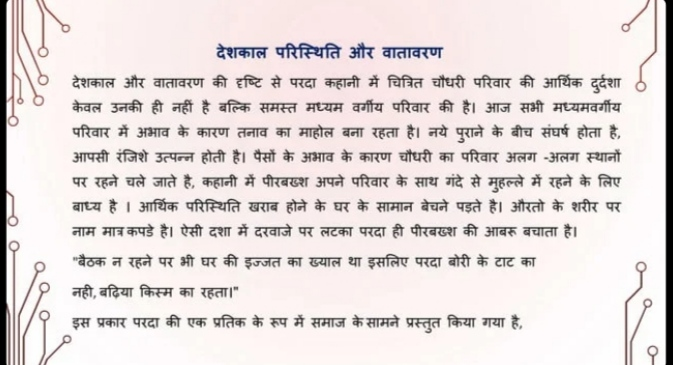 देशकाल परिस्थिति और वातावरण
देशकाल और वातावरण की दृष्टि से परदा कहानी में चित्रित चौधरी परिवार की आर्थिक दुर्दशा
केवल उनकी ही नहीं है बल्कि समस्त मध्यम वर्गीय परिवार की है। आज सभी मध्यमवर्गीय
परिवार में अभाव के कारण तनाव का माहोल बना रहता है। नये पुराने के बीच संघर्ष होता है,
आपसी रंजिशे उत्पन्न होती है। पैसों के अभाव के कारण चौधरी का परिवार अलग -अलग स्थानों
पर रहने चले जाते है, कहानी में पीरबख्श अपने परिवार के साथ गंदे से मुहल्ले में रहने के लिए
बाध्य है । आर्थिक परिस्थिति खराब होने के घर के सामान बेचने पड़ते है। औरतो के शरीर पर
नाम मात्र कपडे है। ऐसी दशा में दरवाजे पर लटका परदा ही पीरबख्श की आबरू बचाता है।
"बैठक न रहने पर भी घर की इज्जत का ख्याल था इसलिए परदा बोरी के टाट का
नही, बढ़िया किस्म का रहता।"
इस प्रकार परदा की एक प्रतिक के रूप में समाज के सामने प्रस्तुत किया गया है,